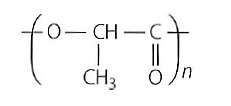 O — CH — C
CH₃ O n